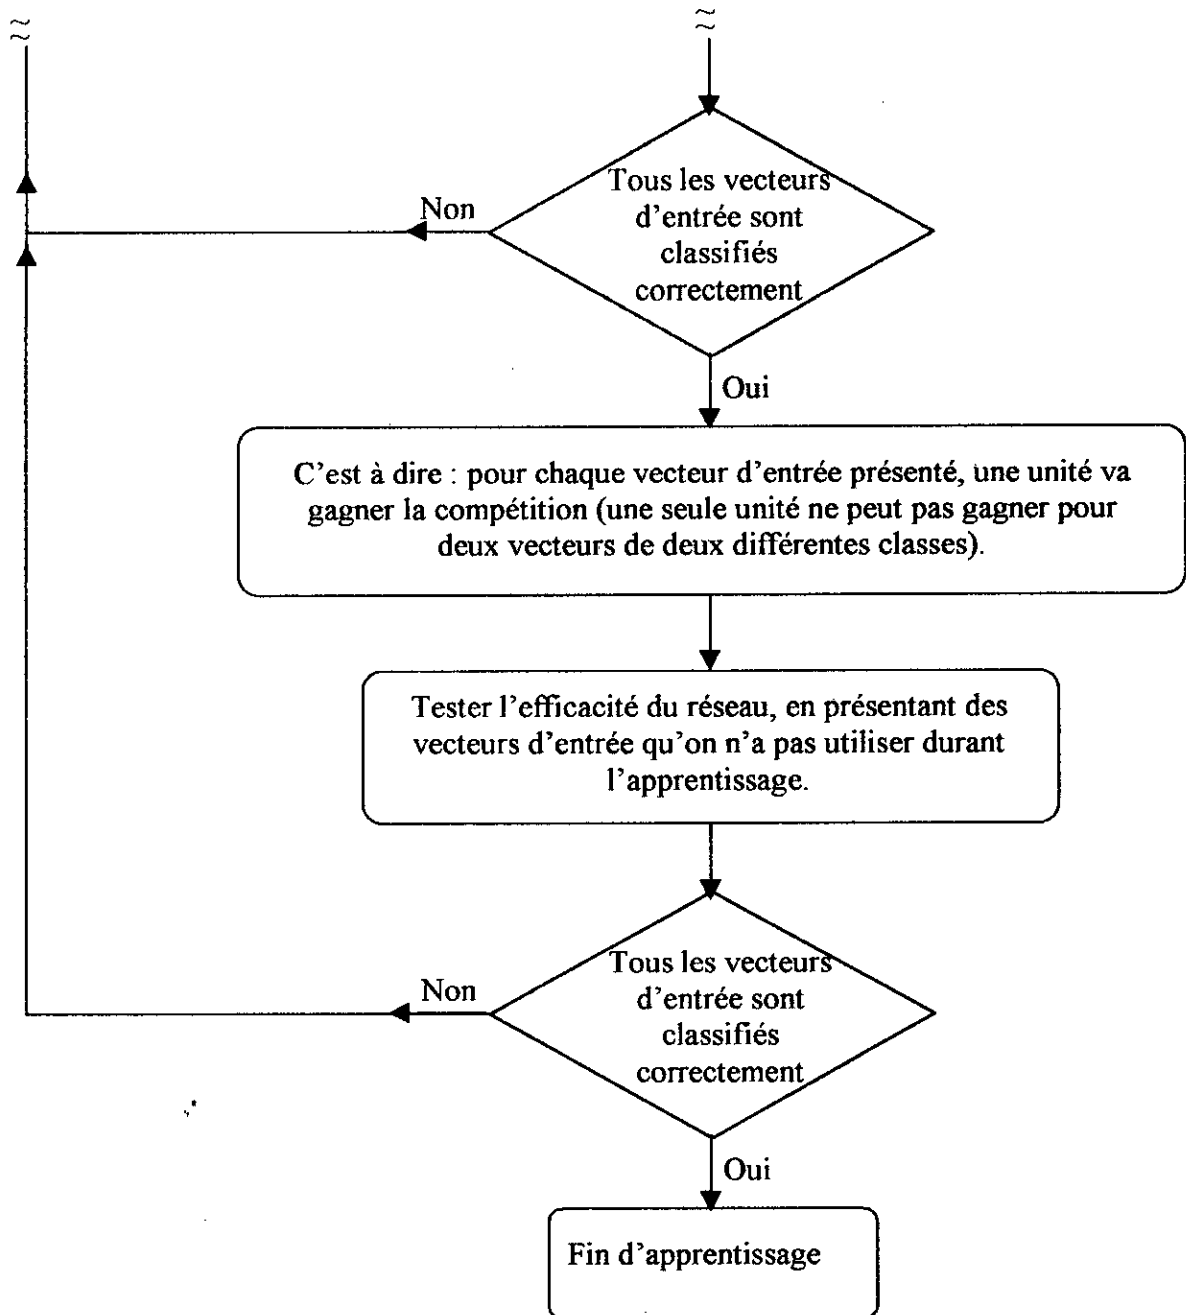 Tous les vecteurs
d'entrée sont
classifiés
correctement
Non
Oui
C'est à dire : pour chaque vecteur d'entrée présenté, une unité va
gagner la compétition (une seule unité ne peut pas gagner pour
deux vecteurs de deux différentes classes).
Tester l'efficacité du réseau, en présentant des
vecteurs d'entrée qu'on n'a pas utiliser durant
l'apprentissage.
Tous les vecteurs
d'entrée sont
classifiés
correctement
Non
Oui
Fin d'apprentissage